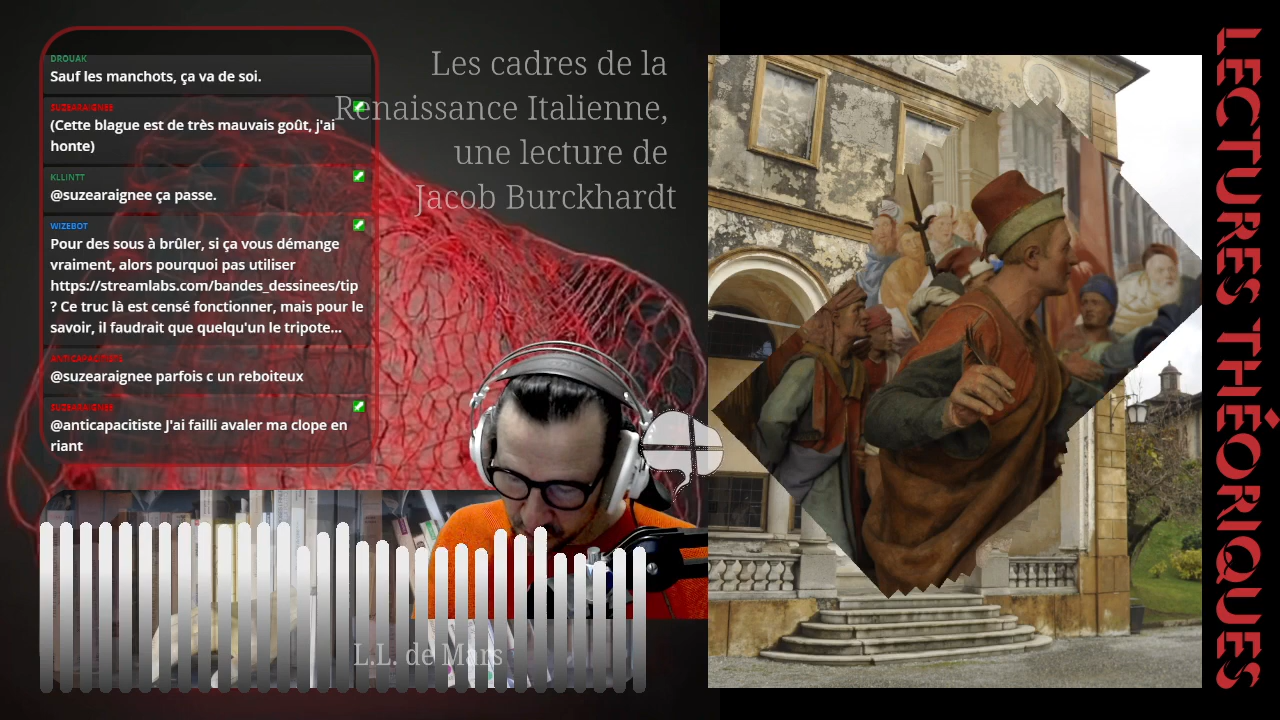 DROUAK
Sauf les manchots, ça va de soi.
SUZEARAIGNEE
(Cette blague est de très mauvais goût, j'ai
honte)
KLLINTT
@suzearaignee ça passe.
WIZEBOT
Pour des sous à brûler, si ça vous démange
vraiment, alors pourquoi pas utiliser
https://streamlabs.com/bandes_dessinees/tip
? Ce truc là est censé fonctionner, mais pour le
savoir, il faudrait que quelqu'un le tripote...
ANTICAPACITISTE
@suzearaignee parfois c un reboiteux
SUZEARAIGNEE
@anticapacitiste J'ai failli avaler ma clope en
riant
Les cadres de la
Renaissance Italienne,
une lecture de
Jacob Burckhardt
L.L. de Mars
LECTURES THÉORIQUES